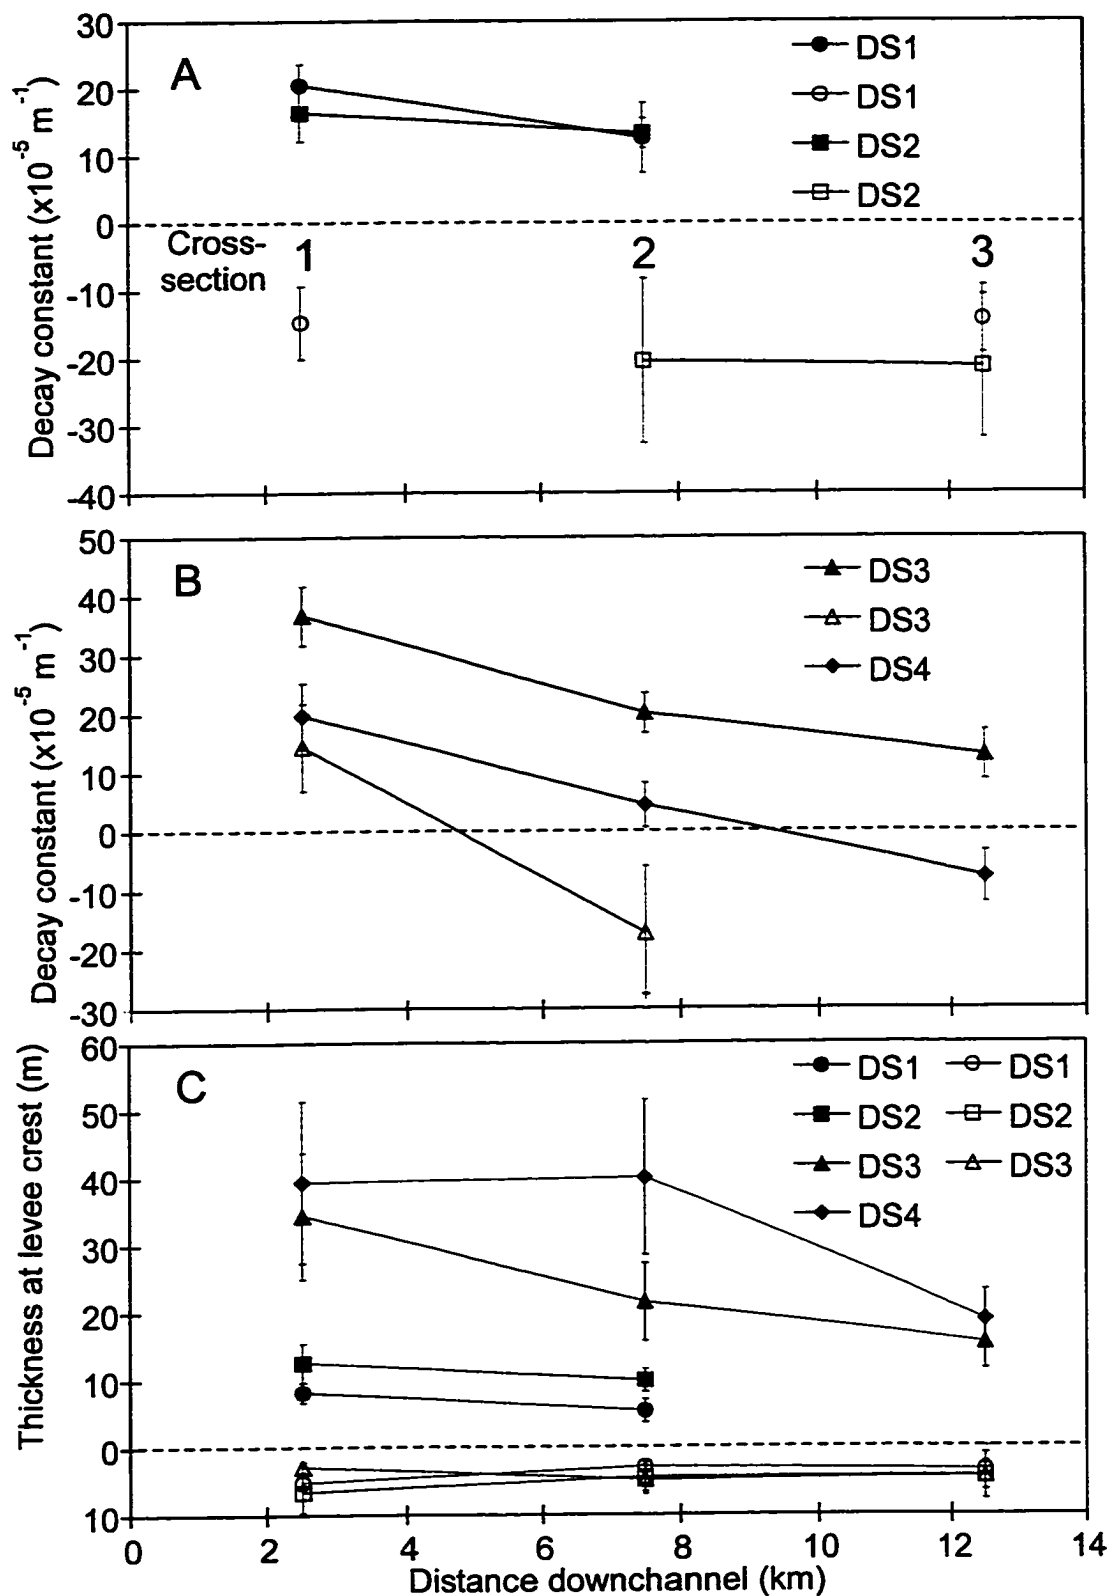 A
Decay constant (x10⁻⁵ m⁻¹)
30
20
10
0
-10
-20
-30
-40
DS1
DS1
DS2
DS2
Cross-
section
1
2
3
B
Decay constant (x10⁻⁵ m⁻¹)
50
40
30
20
10
0
-10
-20
-30
DS3
DS3
DS4
C
Thickness at levee crest (m)
60
50
40
30
20
10
0
10
DS1 DS1
DS2 DS2
DS3 DS3
DS4
0 2 4 6 8 10 12 14
Distance downchannel (km)